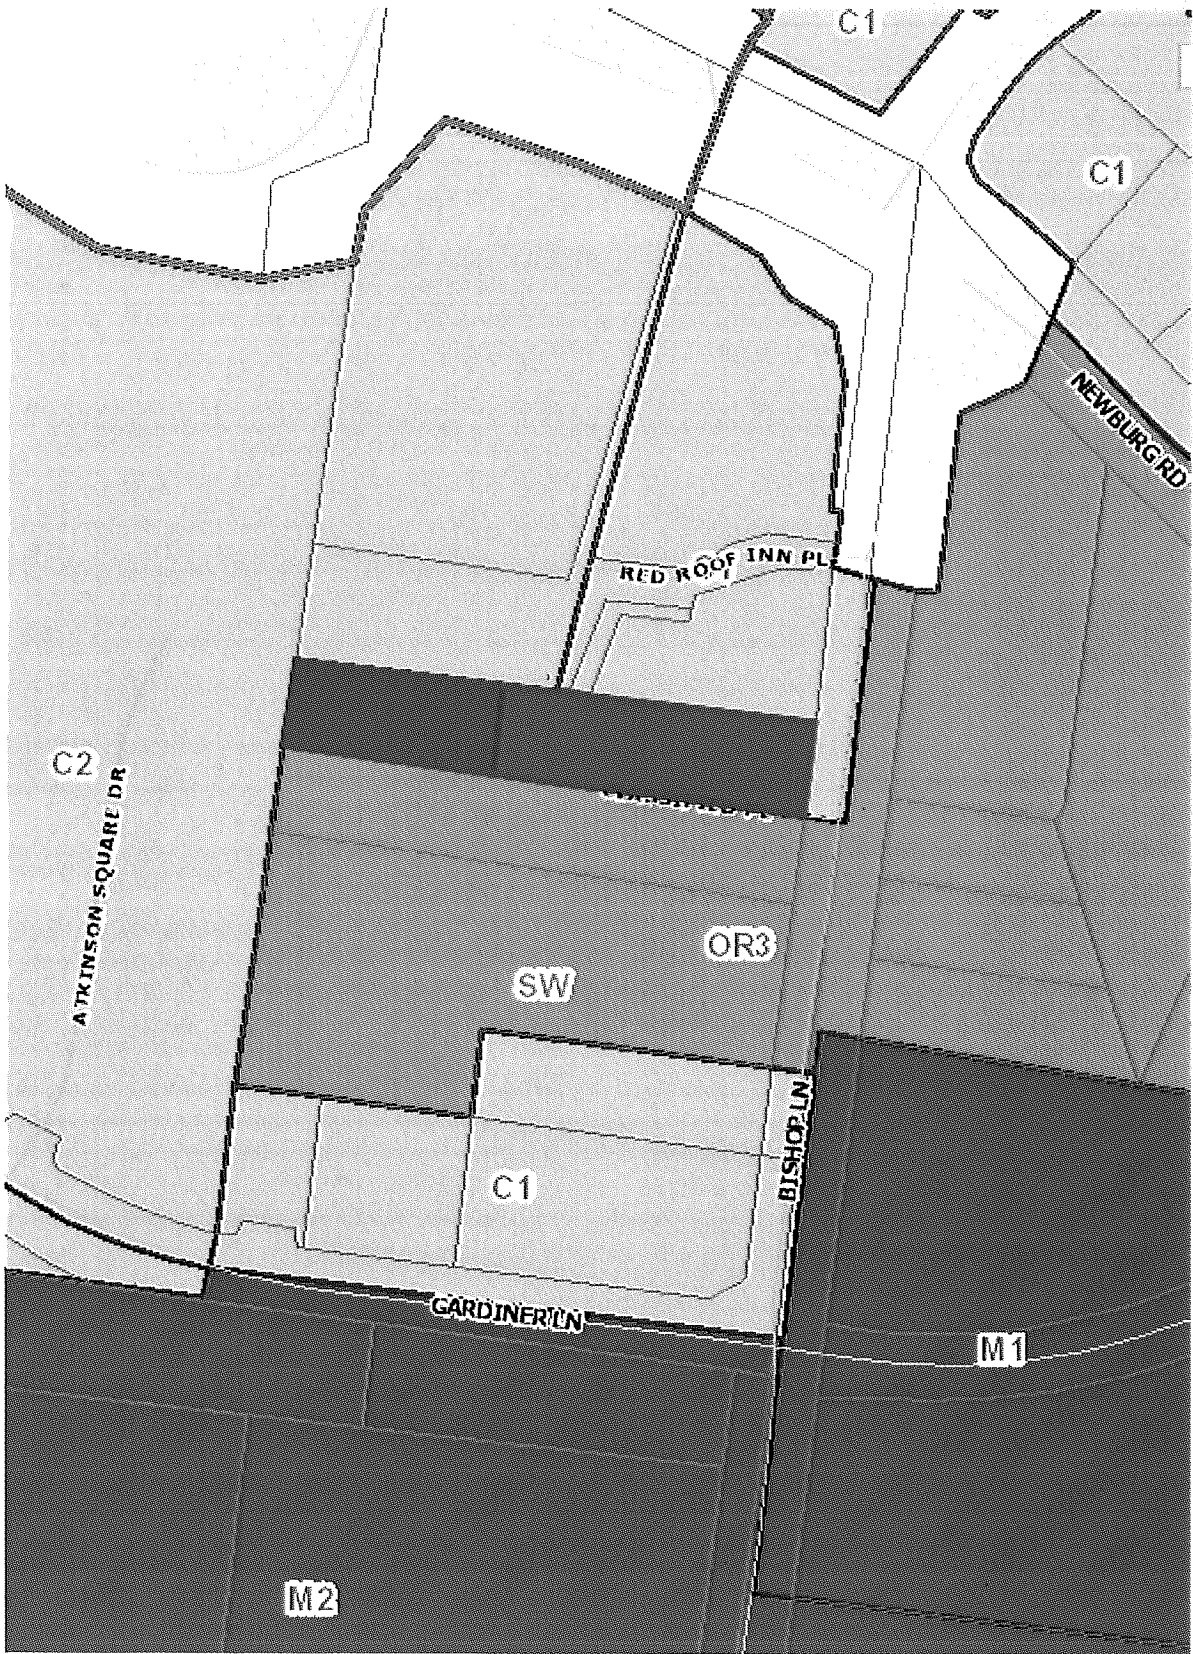 C1
C1
NEWBURG RD
RED ROOF INN PL
C2
ATKINSON SQUARE DR
OR3
SW
BISHOP LN
C1
GARDINER LN
M1
M2